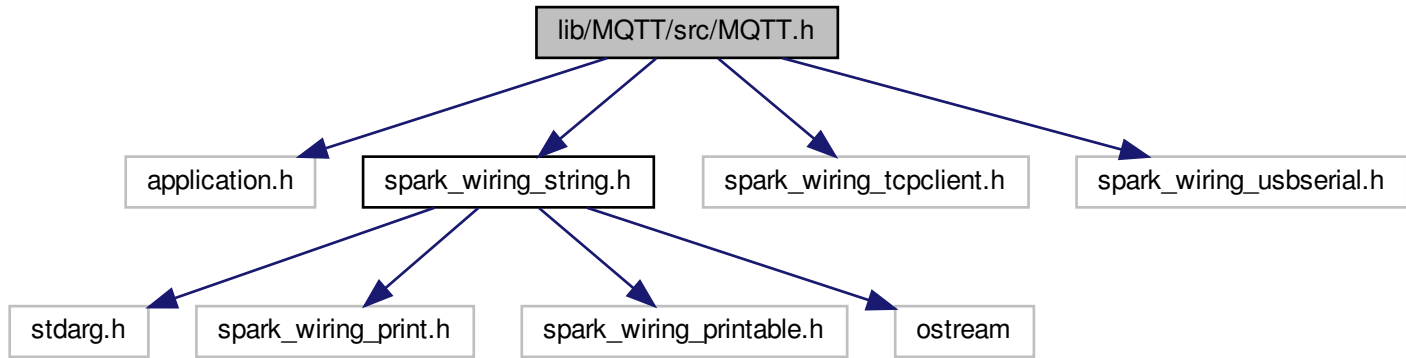 lib/MQTT/src/MQTT.h
application.h
spark_wiring_string.h
spark_wiring_tcpclient.h
spark_wiring_usbserial.h
stdarg.h
spark_wiring_print.h
spark_wiring_printable.h
ostream